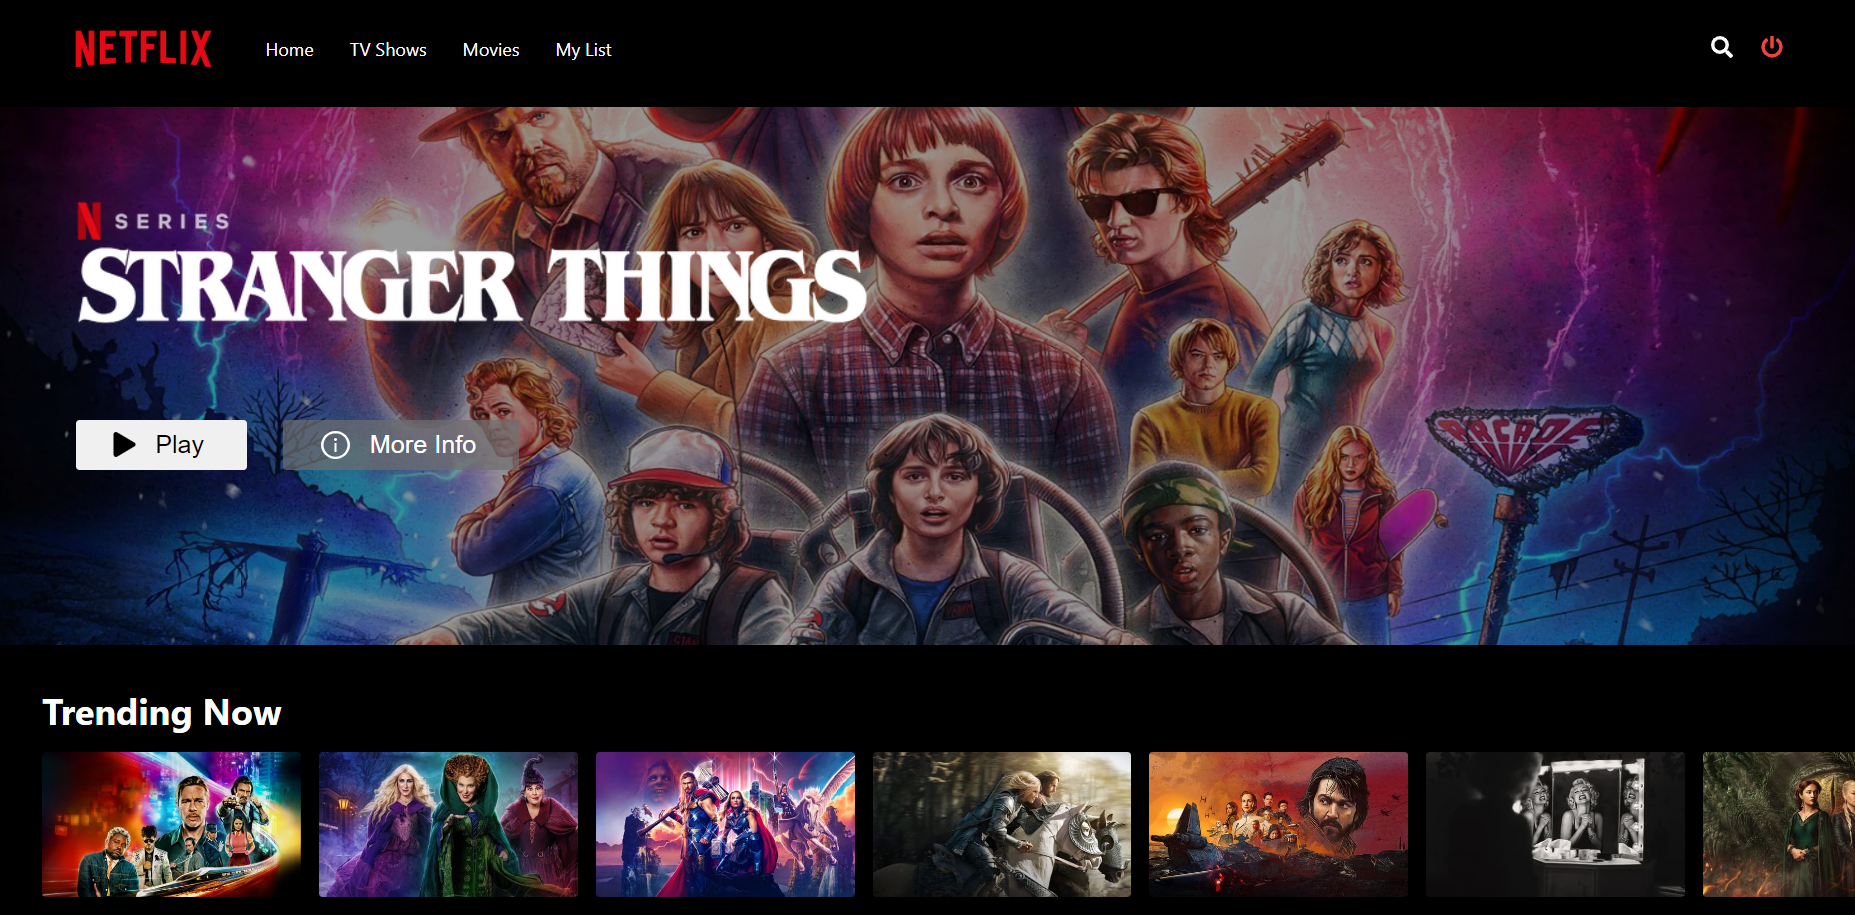 NETFLIX
Home
TV Shows
Movies
My List
N SERIES
STRANGER THINGS
Play
More Info
ARCADE
Trending Now